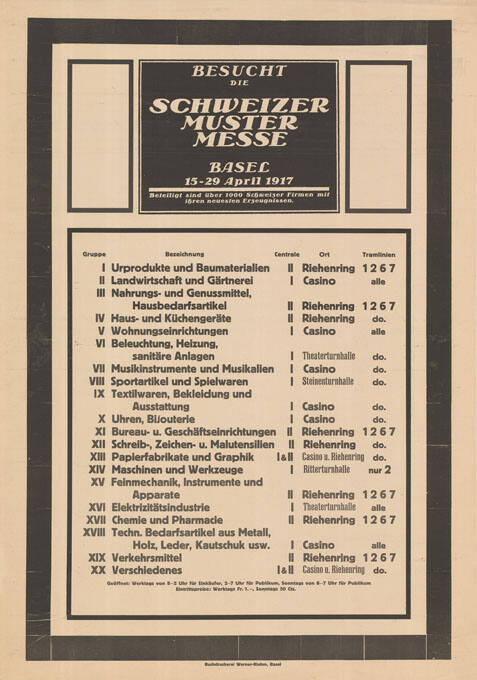 BESUCHT
DIE
SCHWEIZER
MUSTER
MESSE
BASEL
15-29 April 1917
Beteiligt sind über 1000 Schweizer Firmen mit
ihren neuesten Erzeugnissen.
Gruppe Bezeichnung Centrale Ort Tramlinien
I Urprodukte und Baumaterialien II Riehenring 1 2 6 7
II Landwirtschaft und Gärtnerei I Casino alle
III Nahrungs- und Genussmittel,
Hausbedarfsartikel II Riehenring 1 2 6 7
IV Haus- und Küchengeräte II Riehenring do.
V Wohnungseinrichtungen I Casino alle
VI Beleuchtung, Heizung,
sanitäre Anlagen I Theaterturnhalle do.
VII Musikinstrumente und Musikalien I Casino do.
VIII Sportartikel und Spielwaren I Steinenturnhalle do.
IX Textilwaren, Bekleidung und
Ausstattung I Casino do.
X Uhren, Bijouterie I Casino do.
XI Bureau- u. Geschäftseinrichtungen II Riehenring 1 2 6 7
XII Schreib-, Zeichen- u. Malutensilien II Riehenring do.
XIII Papierfabrikate und Graphik I & II Casino u. Riehenring do.
XIV Maschinen und Werkzeuge I Ritterturnhalle nur 2
XV Feinmechanik, Instrumente und
Apparate II Riehenring 1 2 6 7
XVI Elektrizitätsindustrie I Theaterturnhalle alle
XVII Chemie und Pharmacie II Riehenring 1 2 6 7
XVIII Techn. Bedarfsartikel aus Metall,
Holz, Leder, Kautschuk usw. I Casino alle
XIX Verkehrsmittel II Riehenring 1 2 6 7
XX Verschiedenes I & II Casino u. Riehenring do.
Geöffnet: Werktags von 8-2 Uhr für Einkäufer, 2-7 Uhr für Publikum, Sonntags von 8-7 Uhr für Publikum
Eintrittspreise: Werktags Fr. 1.-, Sonntags 50 Cts.
Buchdruckerei Werner-Riehm, Basel